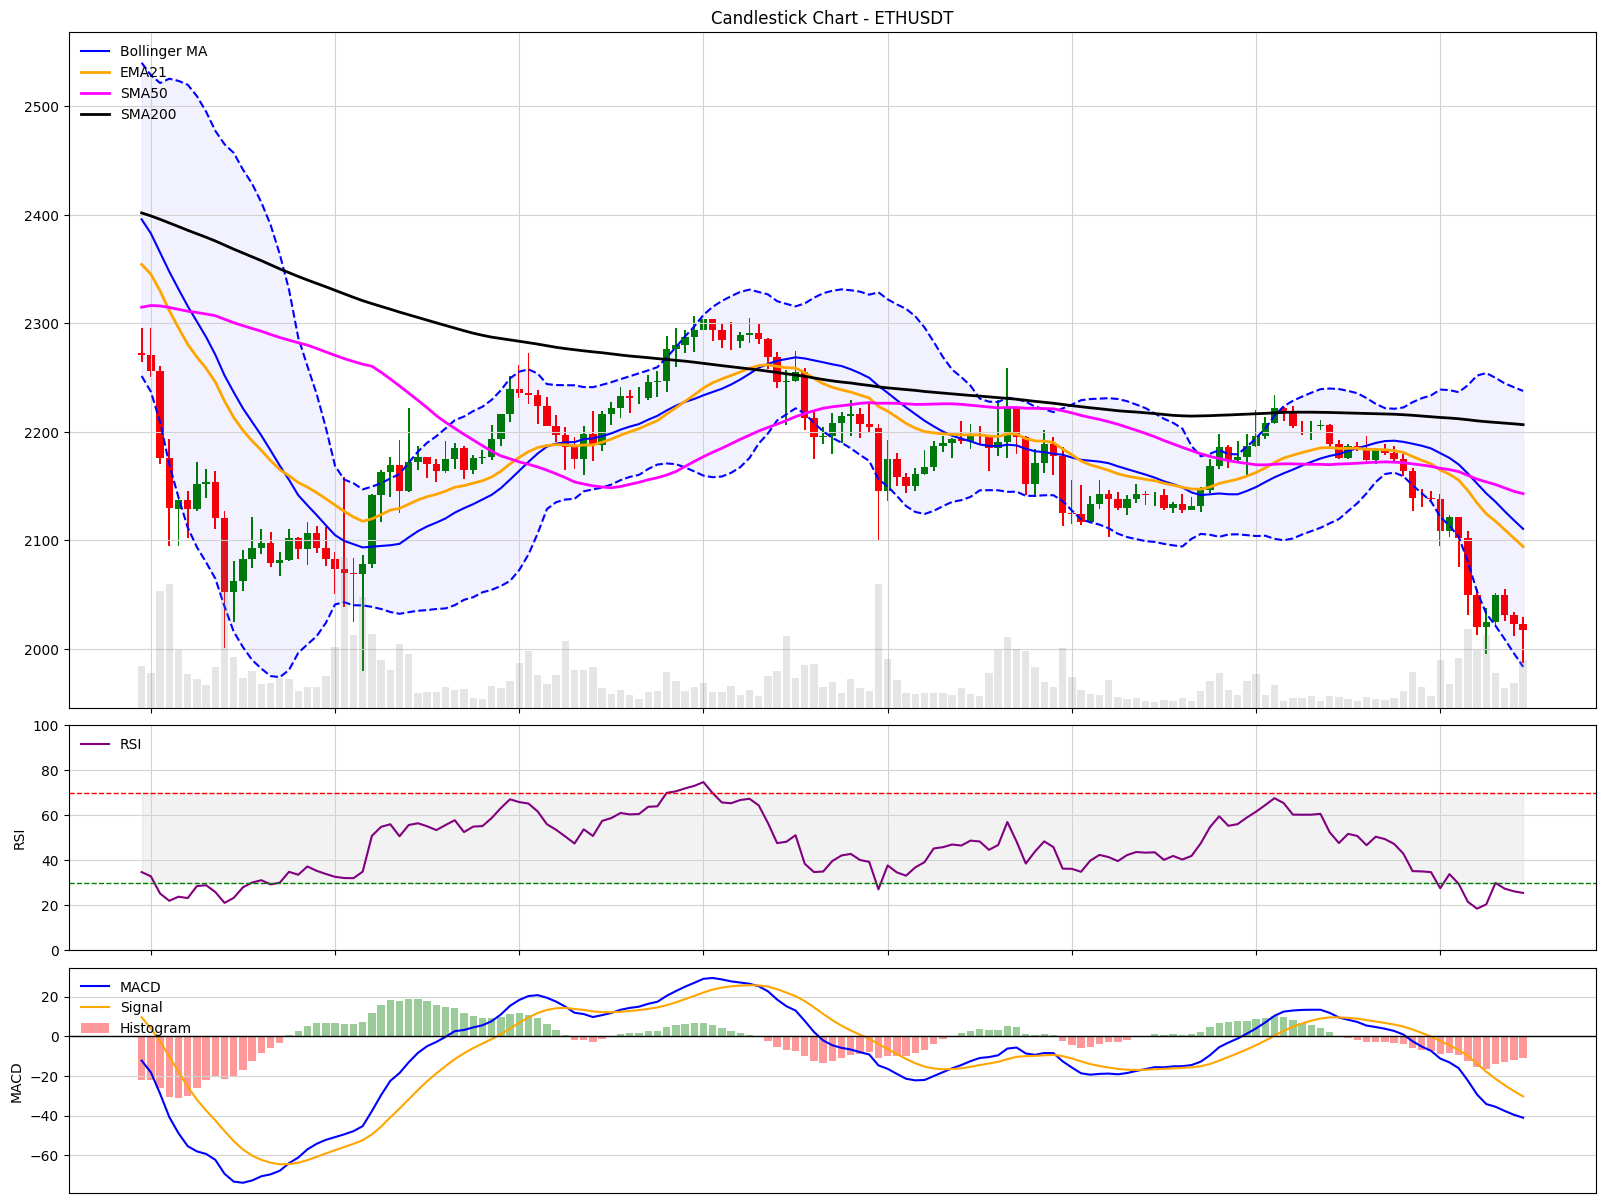 Candlestick Chart - ETHUSDT
Bollinger MA
EMA21
SMA50
SMA200
2500
2400
2300
2200
2100
2000
RSI
100
80
60
40
20
0
RSI
MACD
Signal
Histogram
20
0
−20
−40
−60
MACD